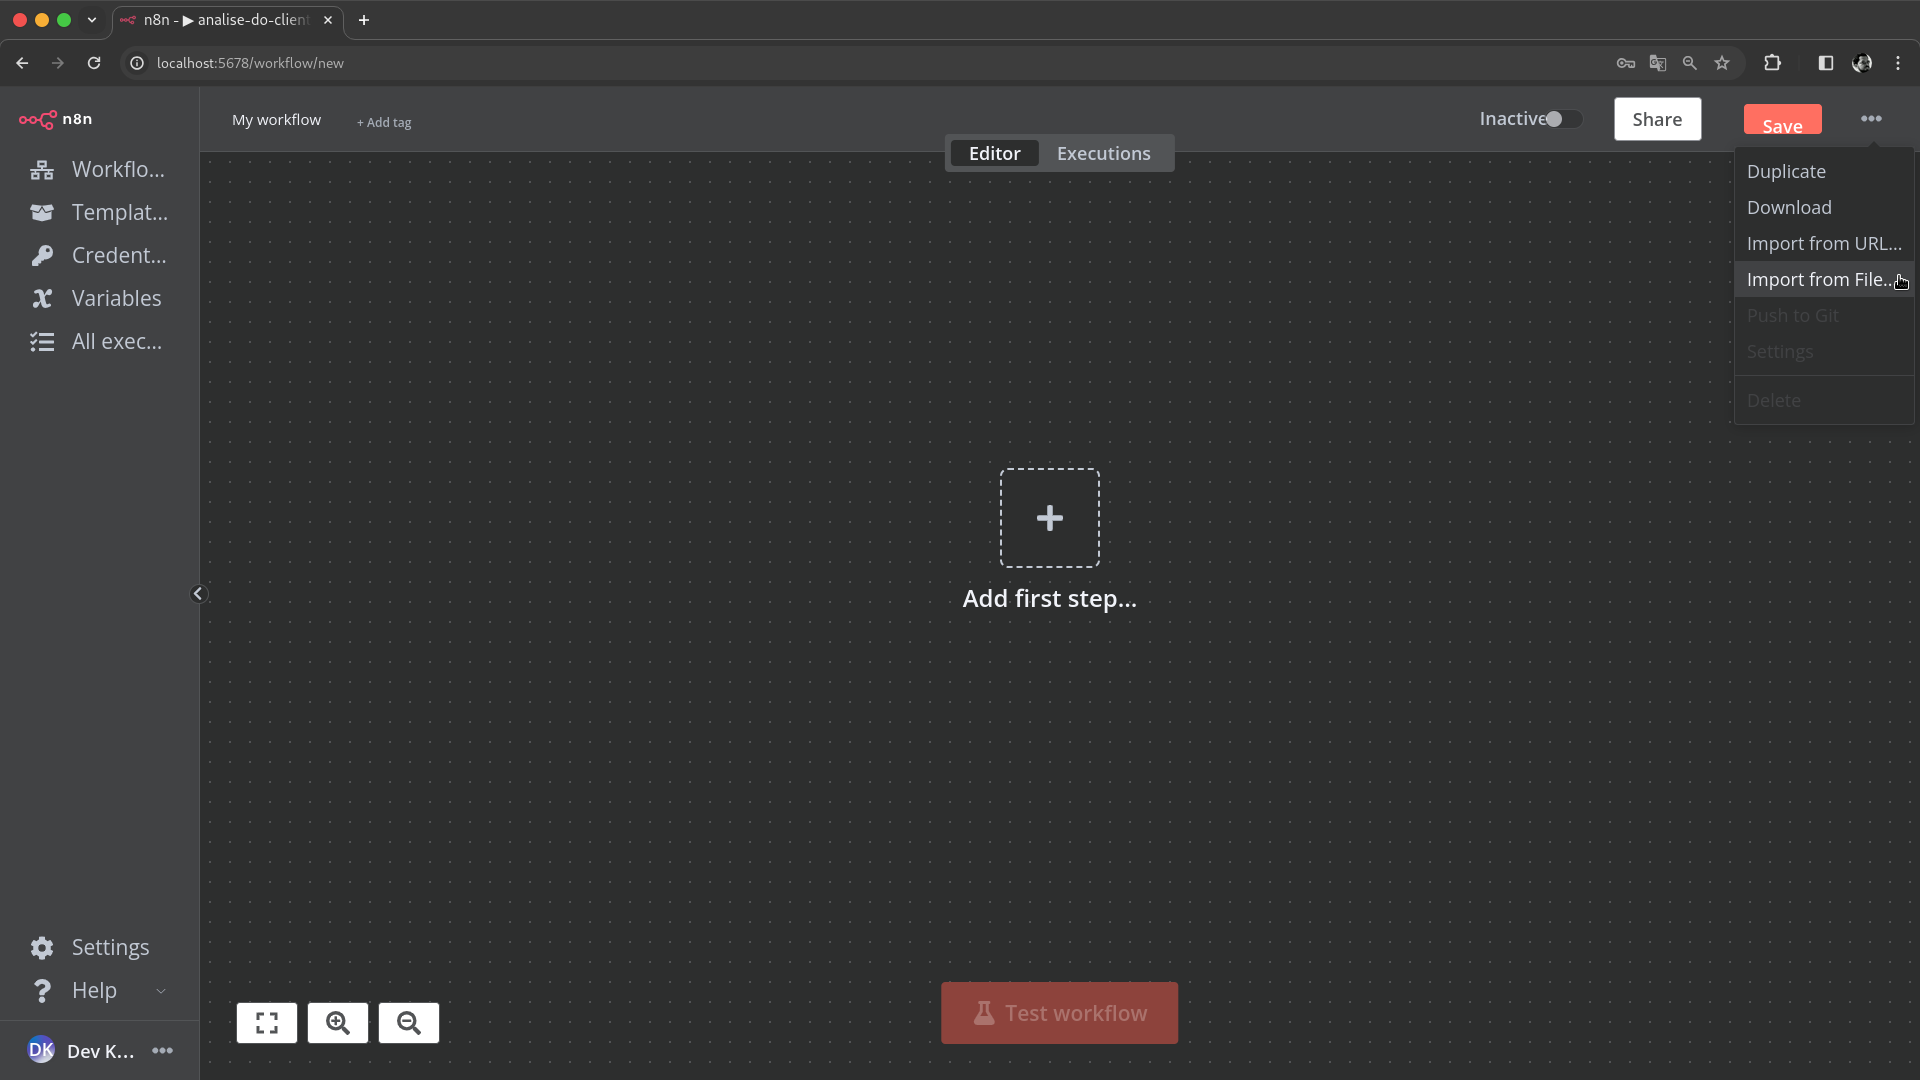 n8n - ▶ analise-do-client
localhost:5678/workflow/new
n8n
My workflow
+ Add tag
Inactive
Share
Save
Editor
Executions
Workflo...
Templat...
Credent...
Variables
All exec...
Duplicate
Download
Import from URL...
Import from File...
Push to Git
Settings
Delete
Add first step...
Test workflow
Settings
Help
DK
Dev K...